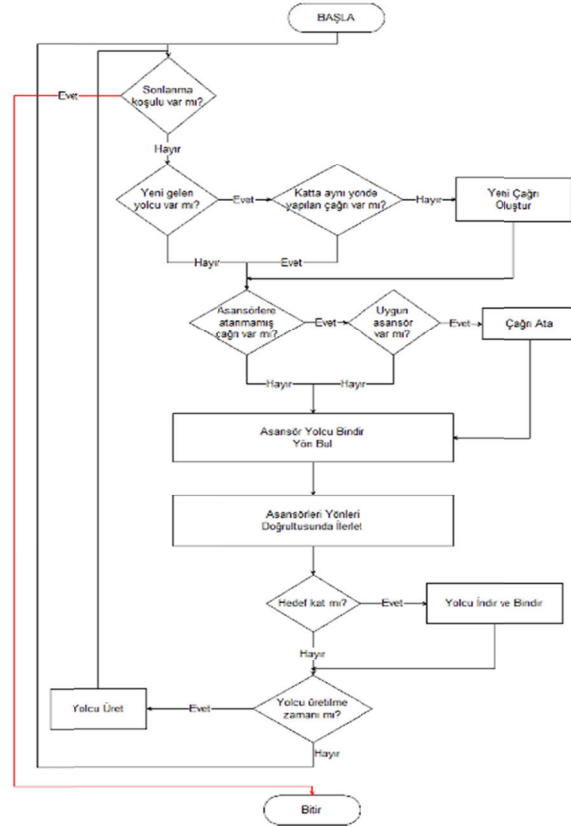 BAŞLA
Sonlanma
koşulu var mı?
Evet
Hayır
Yeni gelen
yolcu var mı?
Evet
Katta aynı yönde
yapılan çağrı var mı?
Hayır
Yeni Çağrı
Oluştur
Hayır
Evet
Asansörlere
atanmamış
çağrı var mı?
Evet
Uygun
asansör
var mı?
Evet
Çağrı Ata
Hayır
Hayır
Asansör Yolcu Bindir
Yön Bul
Asansörleri Yönleri
Doğrultusunda İlerlet
Hedef kat mı?
Evet
Yolcu İndir ve Bindir
Hayır
Yolcu üretilme
zamanı mı?
Evet
Yolcu Üret
Hayır
Bitir